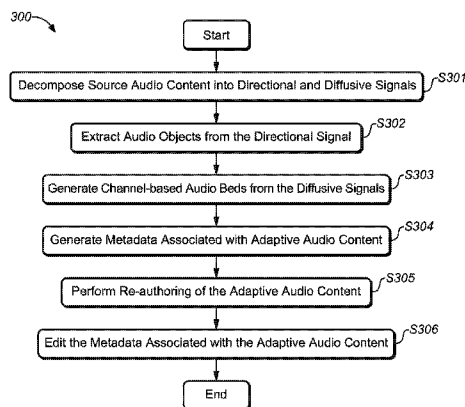 300
Start
Decompose Source Audio Content into Directional and Diffusive Signals
S301
Extract Audio Objects from the Directional Signal
S302
Generate Channel-based Audio Beds from the Diffusive Signals
S303
Generate Metadata Associated with Adaptive Audio Content
S304
Perform Re-authoring of the Adaptive Audio Content
S305
Edit the Metadata Associated with the Adaptive Audio Content
S306
End